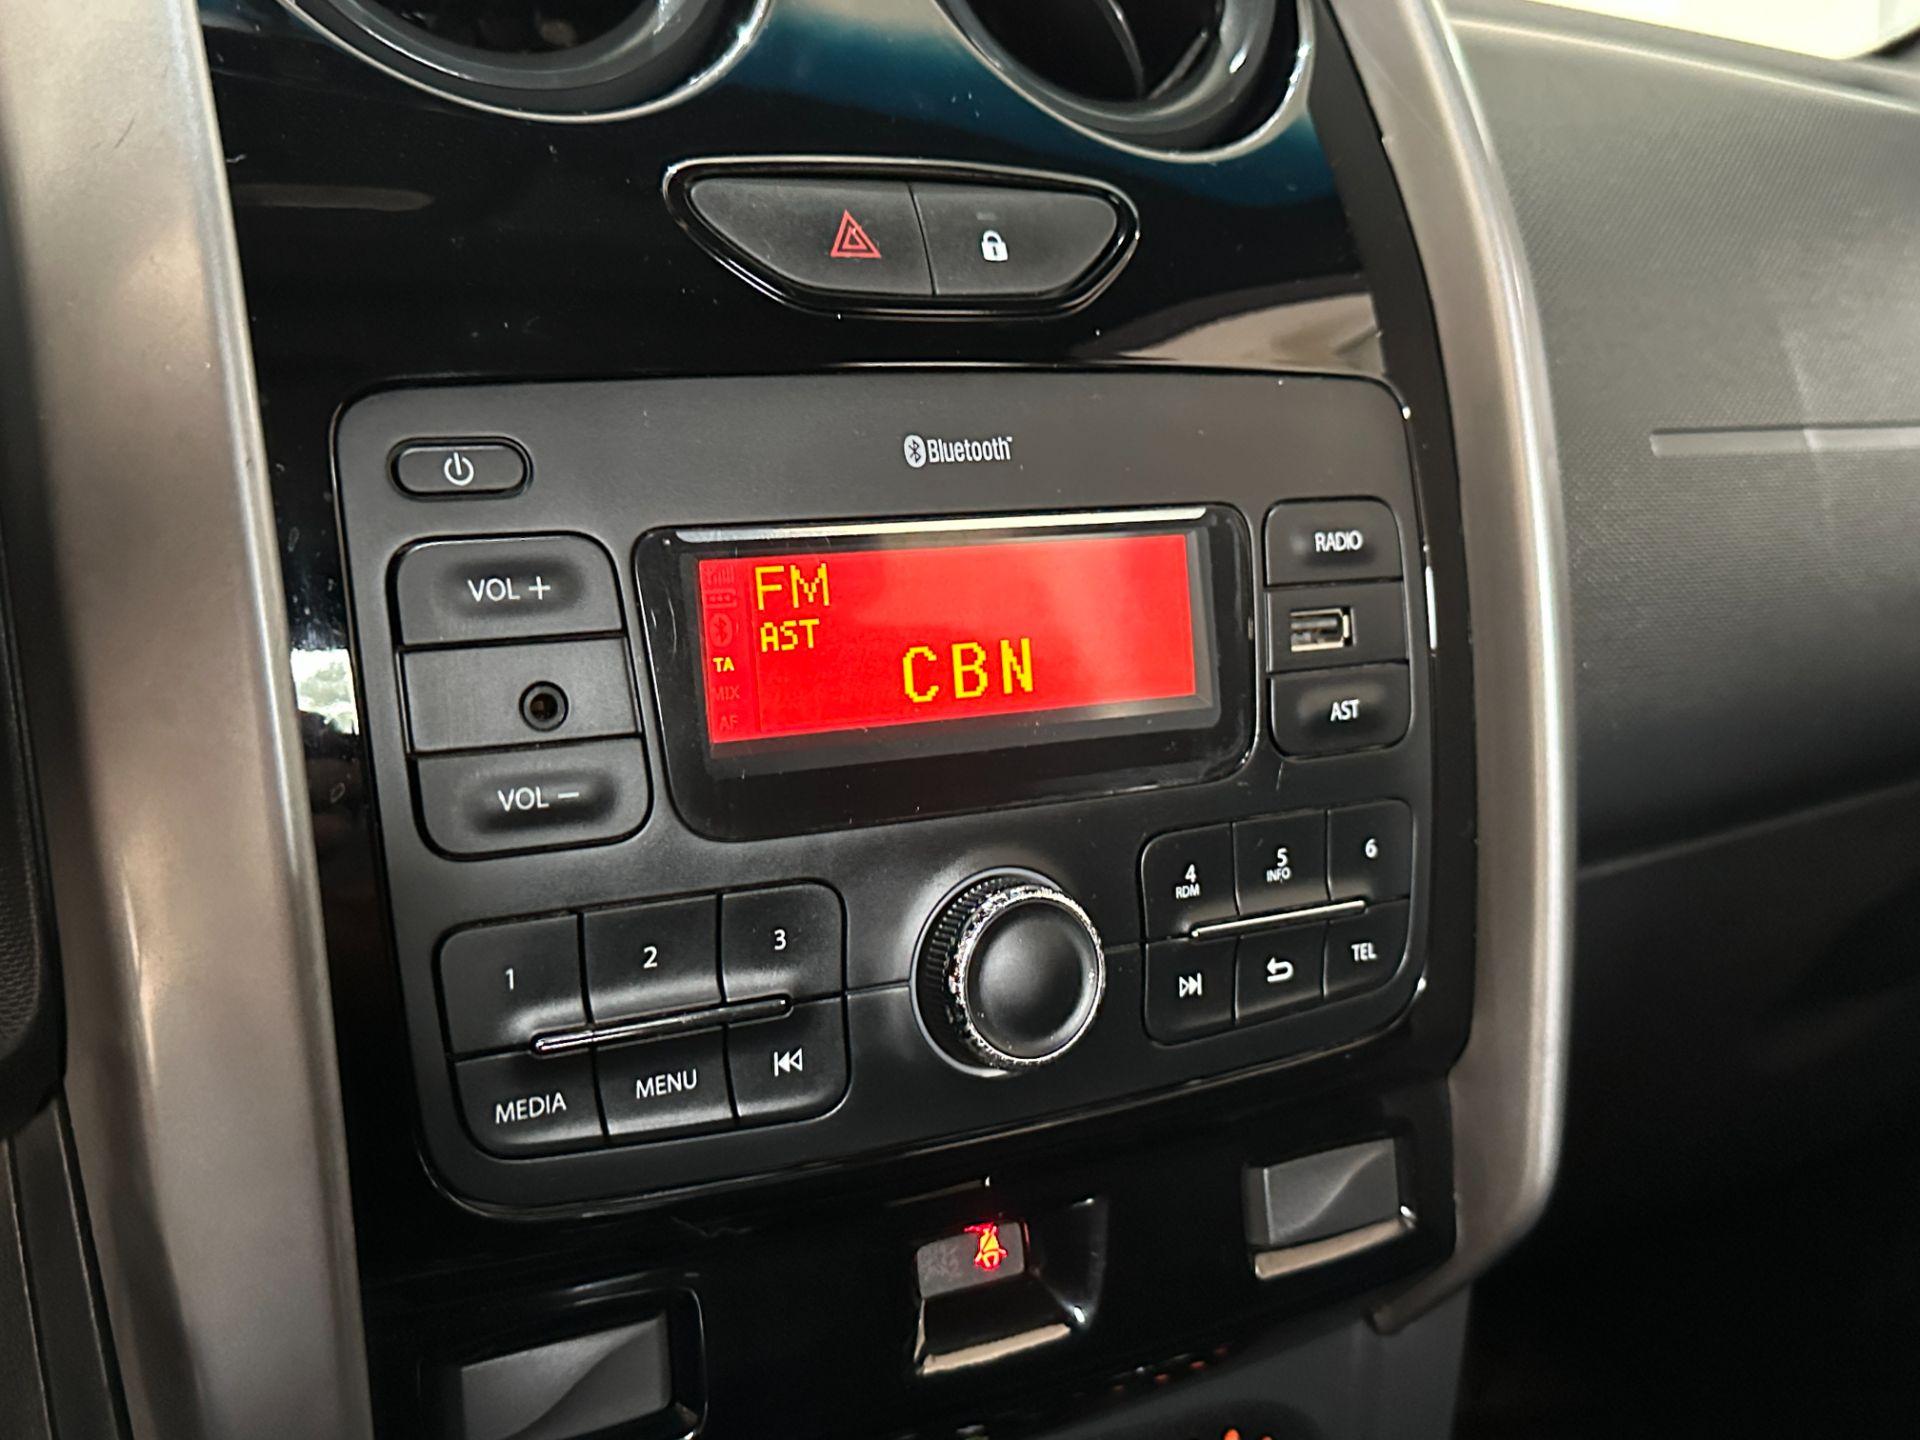 Bluetooth
VOL +
VOL −
FM
AST
TA
MIX
AF
CBN
RADIO
AST
1
2
3
MEDIA
MENU
4
RDM
5
INFO
6
TEL